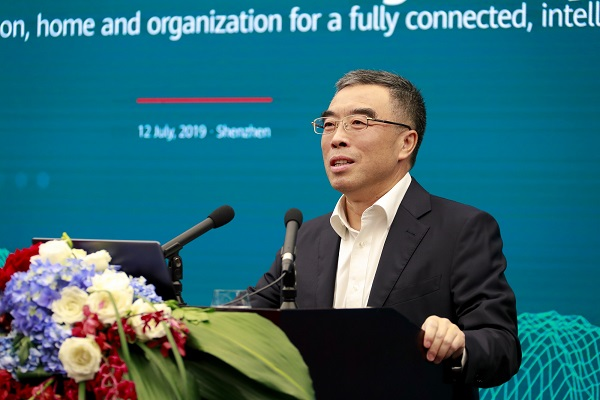 on, home and organization for a fully connected, intell
12 July, 2019 · Shenzhen